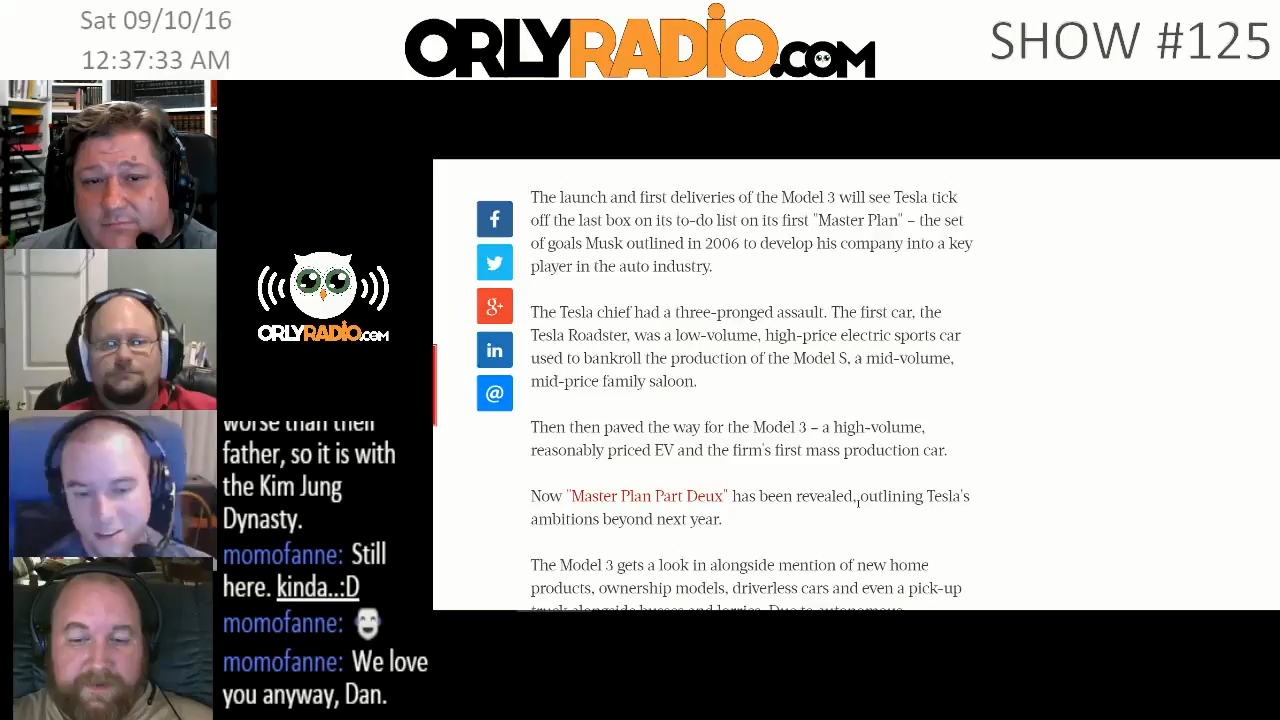 Sat 09/10/16
12:37:33 AM
ORLYRADIO.COM
SHOW #125
ORLYRADIO.COM
worse than their
father, so it is with
the Kim Jung
Dynasty.
momofanne: Still
here. kinda..:D
momofanne:
momofanne: We love
you anyway, Dan.
f
g+
in
@
The launch and first deliveries of the Model 3 will see Tesla tick
off the last box on its to-do list on its first "Master Plan" – the set
of goals Musk outlined in 2006 to develop his company into a key
player in the auto industry.
The Tesla chief had a three-pronged assault. The first car, the
Tesla Roadster, was a low-volume, high-price electric sports car
used to bankroll the production of the Model S, a mid-volume,
mid-price family saloon.
Then then paved the way for the Model 3 – a high-volume,
reasonably priced EV and the firm's first mass production car.
Now "Master Plan Part Deux" has been revealed, outlining Tesla's
ambitions beyond next year.
The Model 3 gets a look in alongside mention of new home
products, ownership models, driverless cars and even a pick-up
truck alongside busses and lorries. Due to autonomous